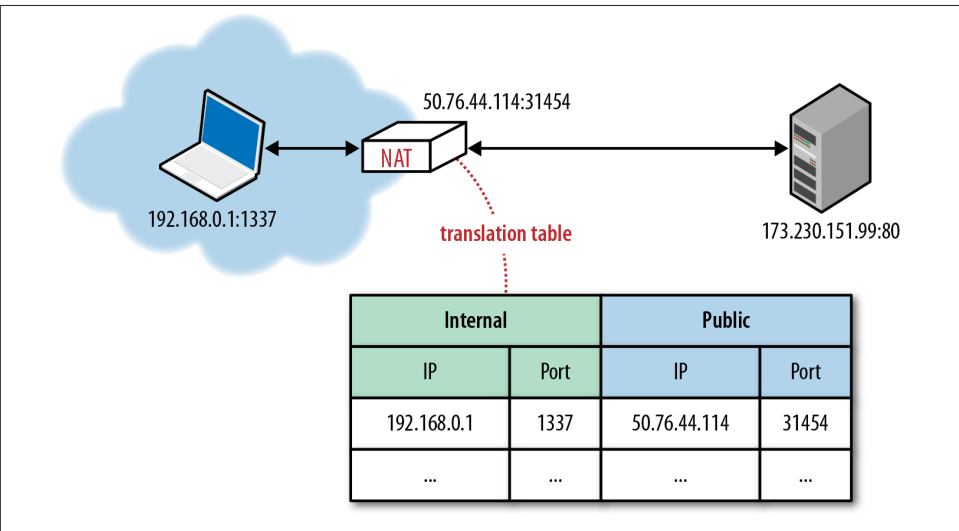 50.76.44.114:31454
NAT
192.168.0.1:1337
173.230.151.99:80
translation table
Internal Public
IP Port IP Port
192.168.0.1 1337 50.76.44.114 31454
... ... ... ...